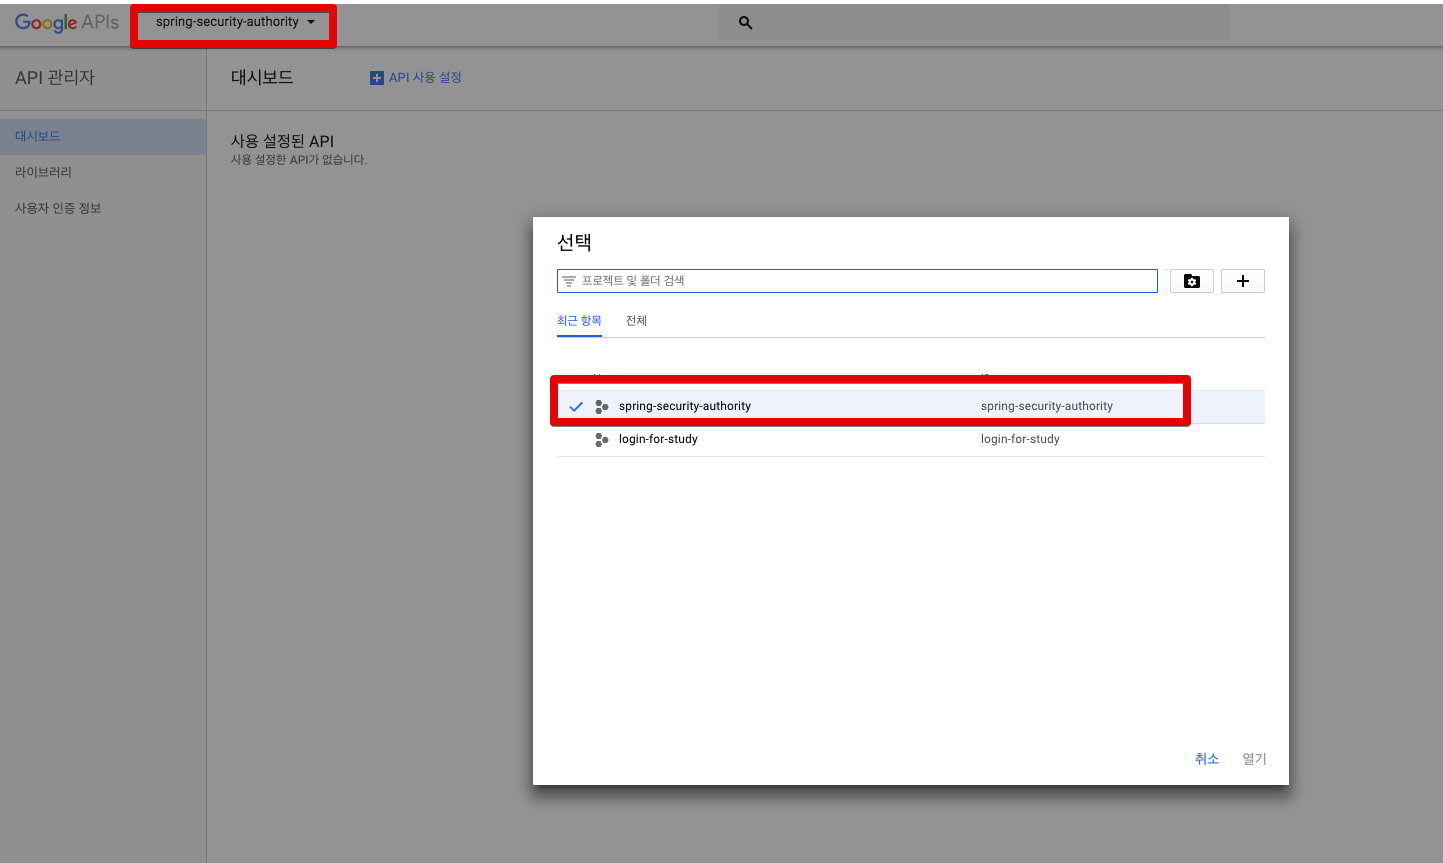 Google APIs
spring-security-authority
API 관리자
대시보드
API 사용 설정
대시보드
라이브러리
사용자 인증 정보
사용 설정된 API
사용 설정한 API가 없습니다.
선택
프로젝트 및 폴더 검색
최근 항목 전체
spring-security-authority spring-security-authority
login-for-study login-for-study
취소 열기